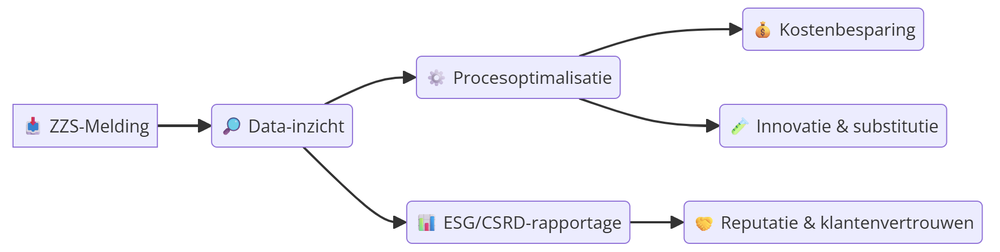 ZZS-Melding
Data-inzicht
Procesoptimalisatie
Kostenbesparing
Innovatie & substitutie
ESG/CSRD-rapportage
Reputatie & klantenvertrouwen